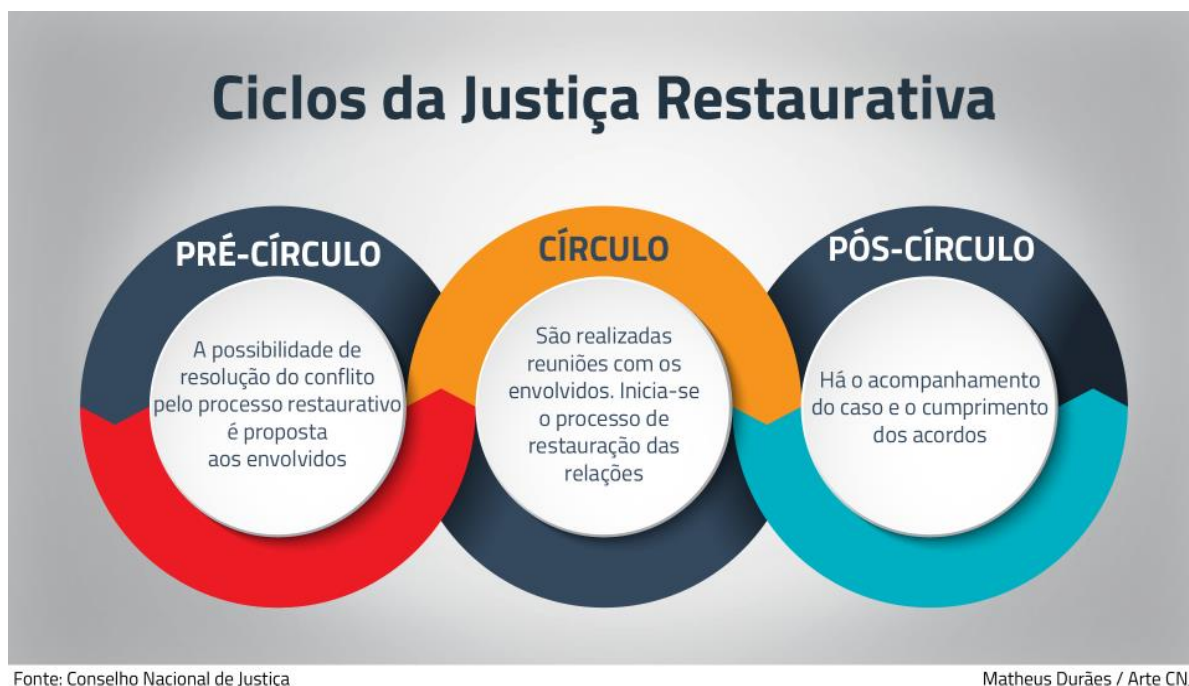 Ciclos da Justiça Restaurativa
PRÉ-CÍRCULO
A possibilidade de
resolução do conflito
pelo processo restaurativo
é proposta
aos envolvidos
CÍRCULO
São realizadas
reuniões com os
envolvidos. Inicia-se
o processo de
restauração das
relações
PÓS-CÍRCULO
Há o acompanhamento
do caso e o cumprimento
dos acordos
Fonte: Conselho Nacional de Justiça
Matheus Durães / Arte CN